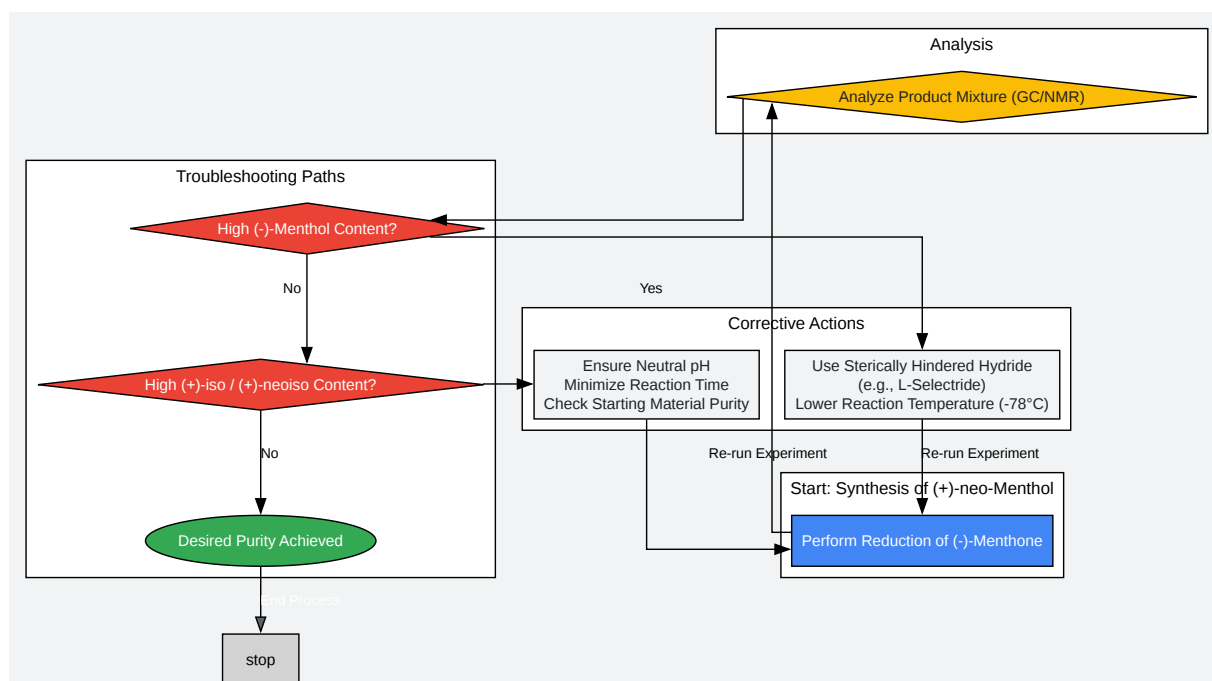 Analysis
Analyze Product Mixture (GC/NMR)
Troubleshooting Paths
High (-)-Menthol Content?
No
Yes
Corrective Actions
Ensure Neutral pH
Minimize Reaction Time
Check Starting Material Purity
Use Sterically Hindered Hydride
(e.g., L-Selectride)
Lower Reaction Temperature (-78°C)
High (+)-iso / (+)-neoiso Content?
No
Re-run Experiment
Re-run Experiment
Start: Synthesis of (+)-neo-Menthol
Perform Reduction of (-)-Menthone
Desired Purity Achieved
End Process
stop